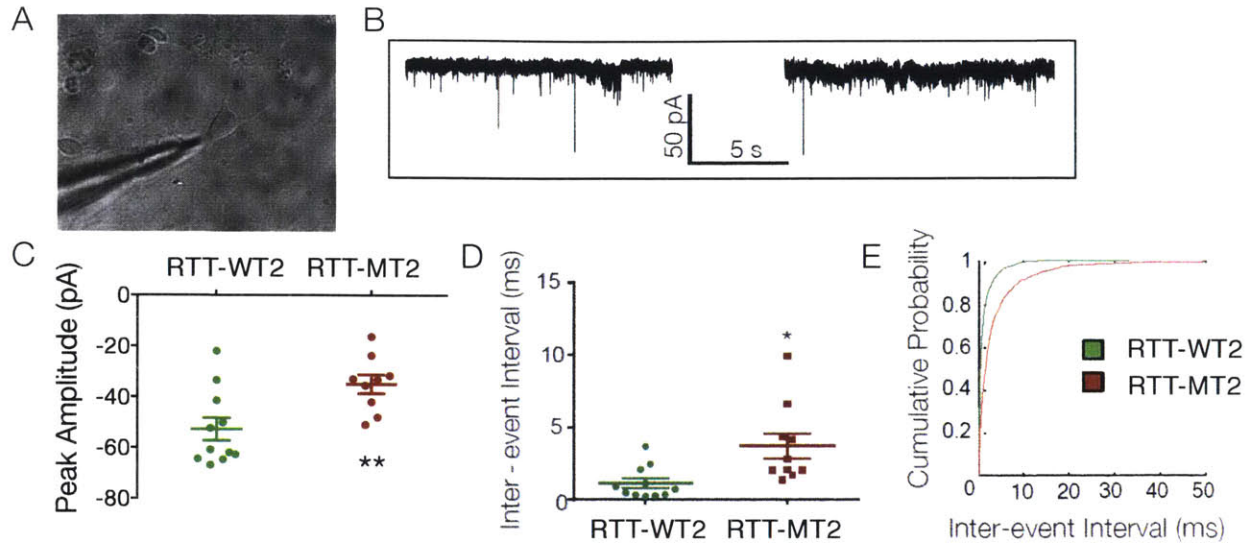 A
B
50 pA
5 s
C
RTT-WT2
RTT-MT2
Peak Amplitude (pA)
0
-20
-40
-60
-80
**
D
Inter - event Interval (ms)
15
10
5
0
*
RTT-WT2
RTT-MT2
E
Cumulative Probability
1
0.8
0.6
0.4
0.2
0
10
20
30
40
50
Inter-event Interval (ms)
RTT-WT2
RTT-MT2